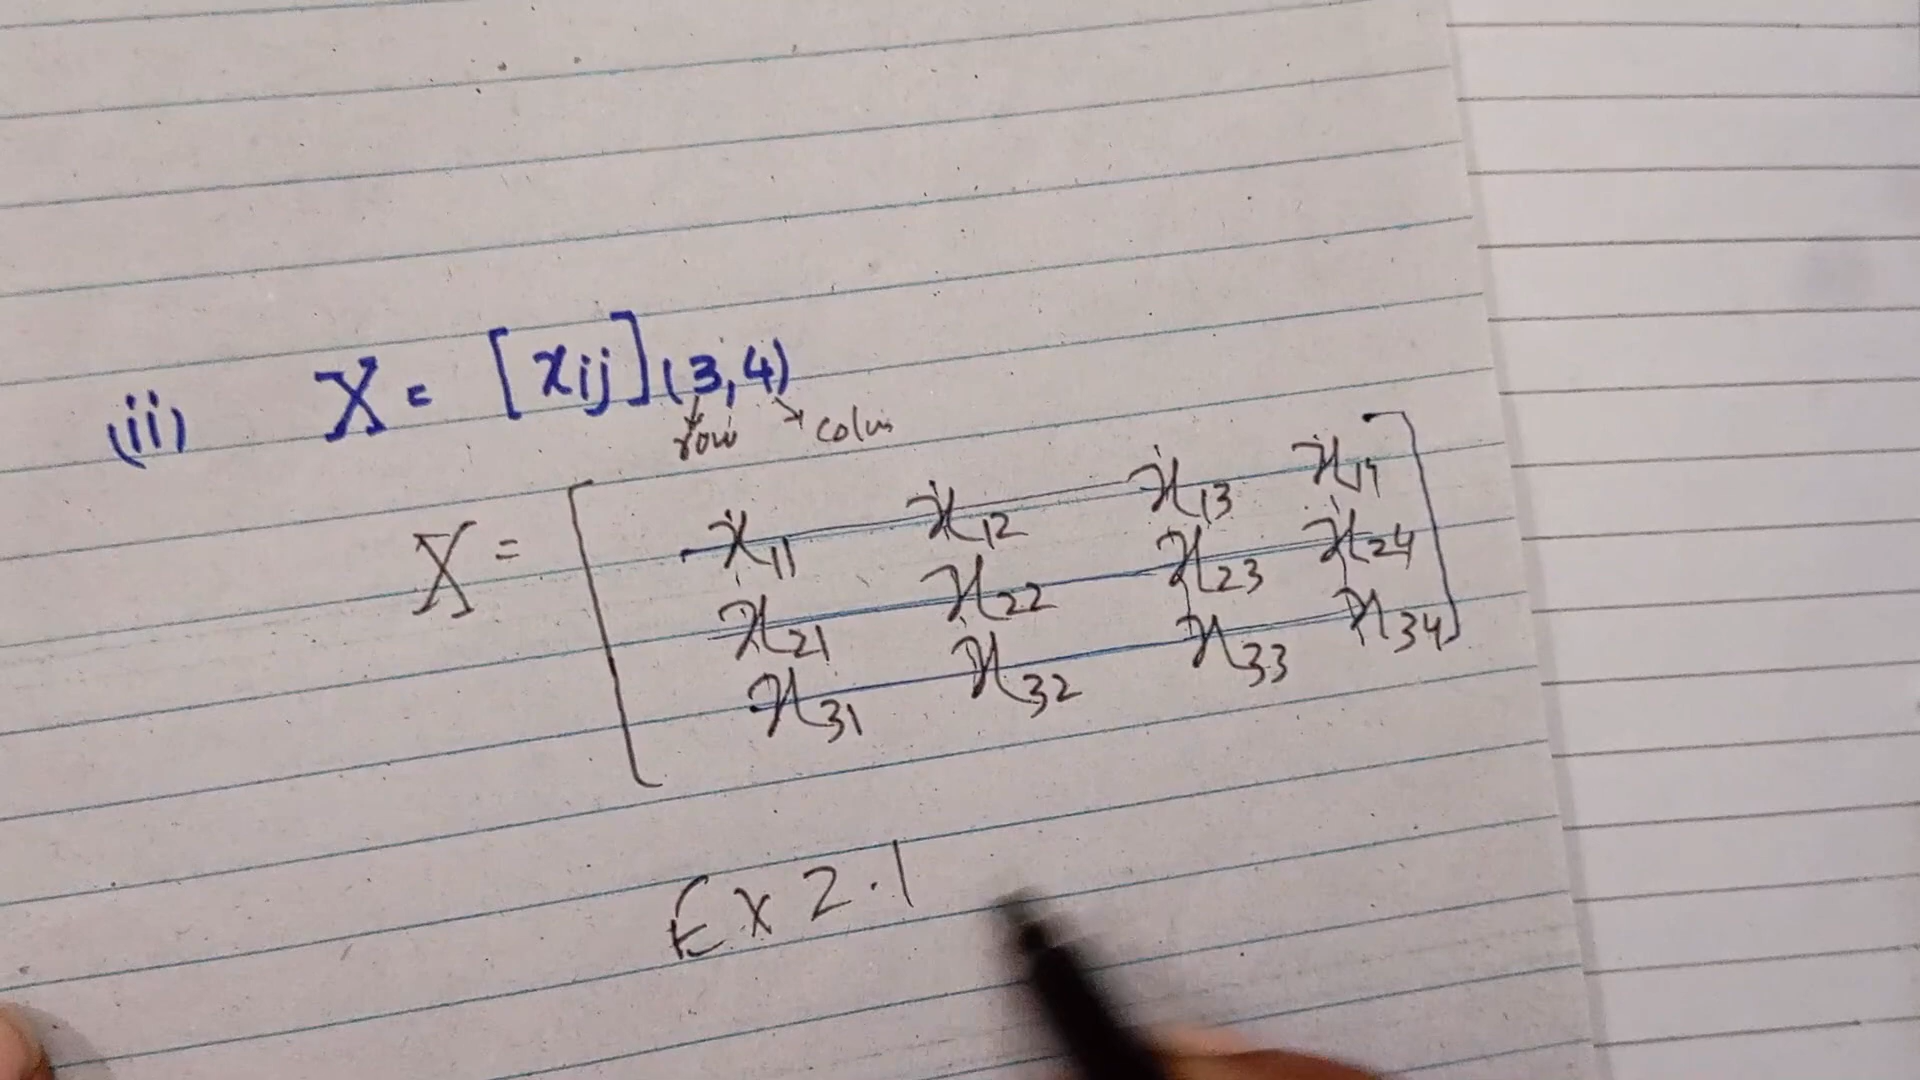 (ii) X = [xij](3,4)
row colum
X = [ x11 x12 x13 x14
x21 x22 x23 x24
x31 x32 x33 x34 ]
Ex 2.1